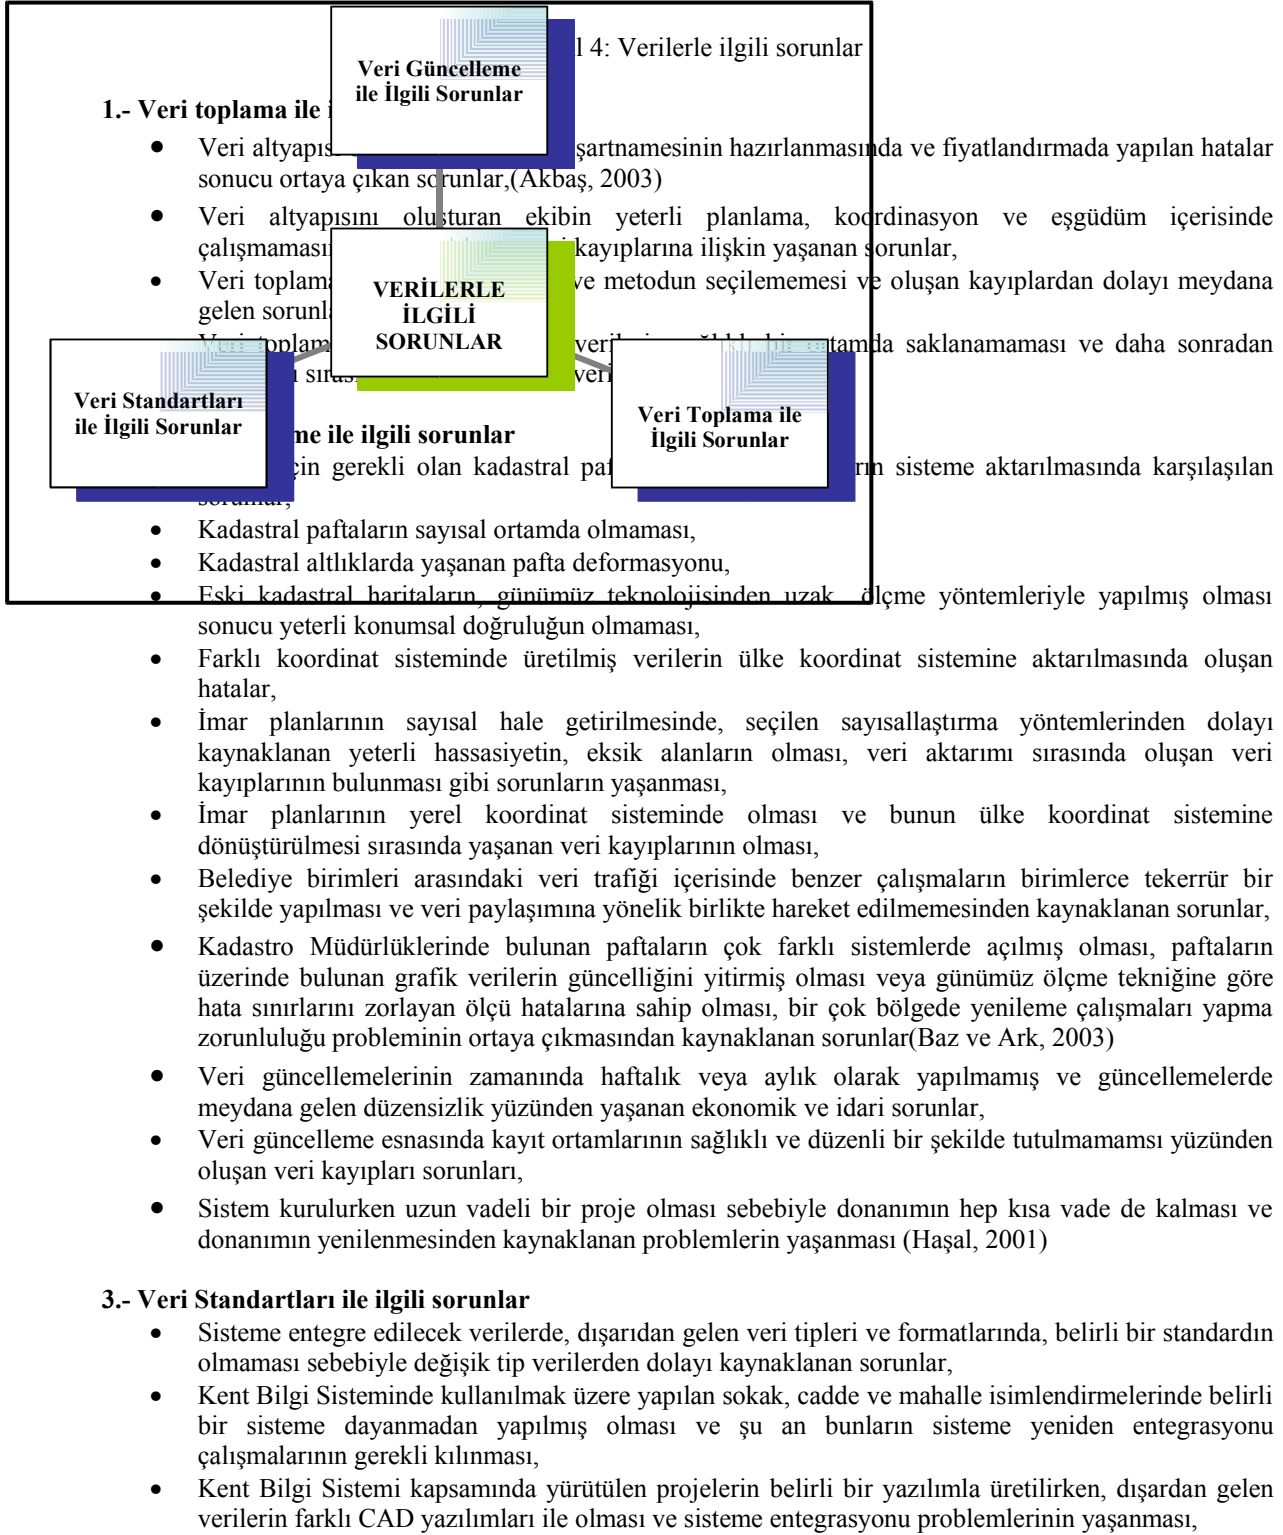 l 4: Verilerle ilgili sorunlar
Veri Güncelleme
ile İlgili Sorunlar
VERİLERLE
İLGİLİ
SORUNLAR
Veri Standartları
ile İlgili Sorunlar
Veri Toplama ile
İlgili Sorunlar
1.- Veri toplama ile
• Veri şartnamesinin hazırlanmasında ve fiyatlandırmada yapılan hatalar
sonucu ortaya çıkan sorunlar,(Akbaş, 2003)
• Veri altyapısını oluşturan ekibin yeterli planlama, koordinasyon ve eşgüdüm içerisinde
kayıplarına ilişkin yaşanan sorunlar,
• Veri toplama ve metodun seçilememesi ve oluşan kayıplardan dolayı meydana
gelen
saklanamaması ve daha sonradan
ile ilgili sorunlar
için gerekli olan kadastral sisteme aktarılmasında karşılaşılan
sorunlar,
• Kadastral paftaların sayısal ortamda olmaması,
• Kadastral altlıklarda yaşanan pafta deformasyonu,
• Eski kadastral haritaların, günümüz teknolojisinden uzak ölçme yöntemleriyle yapılmış olması
sonucu yeterli konumsal doğruluğun olmaması,
• Farklı koordinat sisteminde üretilmiş verilerin ülke koordinat sistemine aktarılmasında oluşan
hatalar,
• İmar planlarının sayısal hale getirilmesinde, seçilen sayısallaştırma yöntemlerinden dolayı
kaynaklanan yeterli hassasiyetin, eksik alanların olması, veri aktarımı sırasında oluşan veri
kayıplarının bulunması gibi sorunların yaşanması,
• İmar planlarının yerel koordinat sisteminde olması ve bunun ülke koordinat sistemine
dönüştürülmesi sırasında yaşanan veri kayıplarının olması,
• Belediye birimleri arasındaki veri trafiği içerisinde benzer çalışmaların birimlerce tekerrür bir
şekilde yapılması ve veri paylaşımına yönelik birlikte hareket edilmemesinden kaynaklanan sorunlar,
• Kadastro Müdürlüklerinde bulunan paftaların çok farklı sistemlerde açılmış olması, paftaların
üzerinde bulunan grafik verilerin güncelliğini yitirmiş olması veya günümüz ölçme tekniğine göre
hata sınırlarını zorlayan ölçü hatalarına sahip olması, bir çok bölgede yenileme çalışmaları yapma
zorunluluğu probleminin ortaya çıkmasından kaynaklanan sorunlar(Baz ve Ark, 2003)
• Veri güncellemelerinin zamanında haftalık veya aylık olarak yapılmamış ve güncellemelerde
meydana gelen düzensizlik yüzünden yaşanan ekonomik ve idari sorunlar,
• Veri güncelleme esnasında kayıt ortamlarının sağlıklı ve düzenli bir şekilde tutulmamamsı yüzünden
oluşan veri kayıpları sorunları,
• Sistem kurulurken uzun vadeli bir proje olması sebebiyle donanımın hep kısa vade de kalması ve
donanımın yenilenmesinden kaynaklanan problemlerin yaşanması (Haşal, 2001)
3.- Veri Standartları ile ilgili sorunlar
• Sisteme entegre edilecek verilerde, dışarıdan gelen veri tipleri ve formatlarında, belirli bir standardın
olmaması sebebiyle değişik tip verilerden dolayı kaynaklanan sorunlar,
• Kent Bilgi Sisteminde kullanılmak üzere yapılan sokak, cadde ve mahalle isimlendirmelerinde belirli
bir sisteme dayanmadan yapılmış olması ve şu an bunların sisteme yeniden entegrasyonu
çalışmalarının gerekli kılınması,
• Kent Bilgi Sistemi kapsamında yürütülen projelerin belirli bir yazılımla üretilirken, dışardan gelen
verilerin farklı CAD yazılımları ile olması ve sisteme entegrasyonu problemlerinin yaşanması,